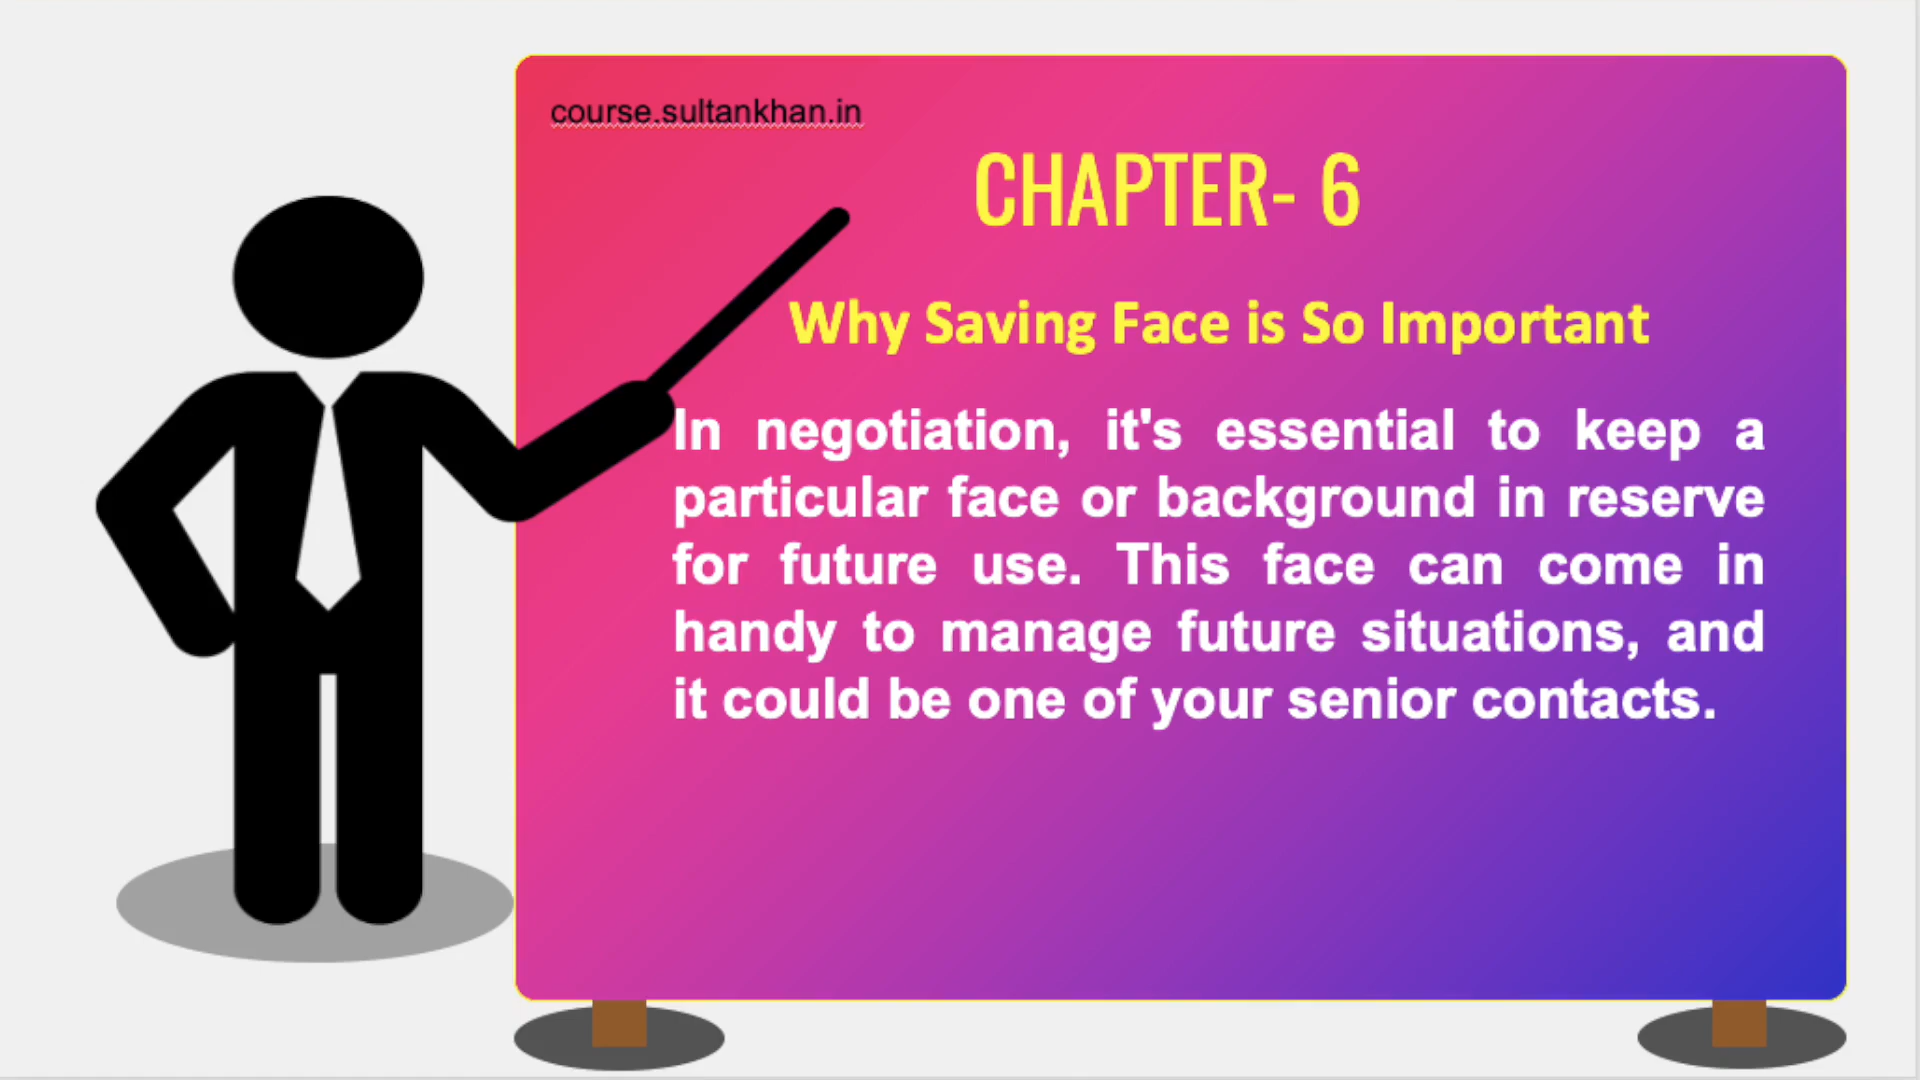 course.sultankhan.in
CHAPTER- 6
Why Saving Face is So Important
In negotiation, it's essential to keep a
particular face or background in reserve
for future use. This face can come in
handy to manage future situations, and
it could be one of your senior contacts.